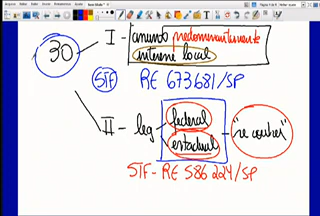 30
I - assunto predominantemente
interesse local
STF RE 673681/SP
II - leg federal
estadual
"se couber"
STF - RE 586224/SP